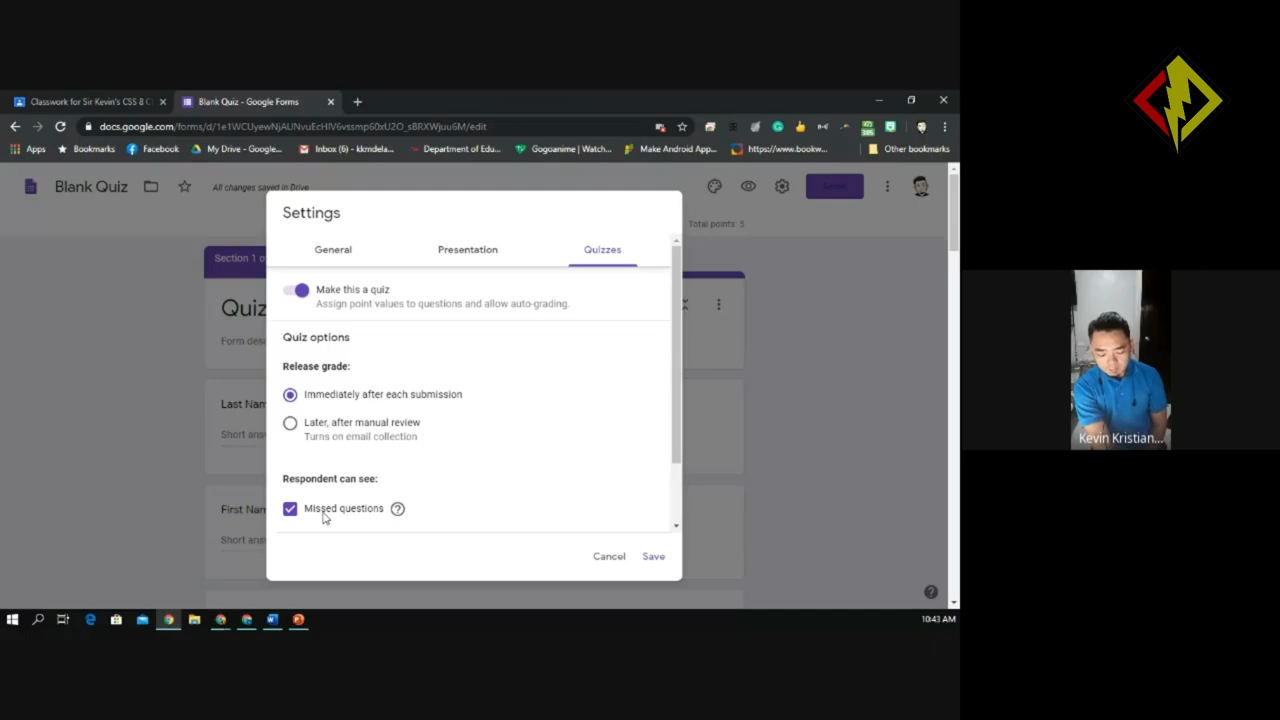 Classwork for Sir Kevin's CSS 8 C
Blank Quiz - Google Forms
docs.google.com/forms/d/
/edit
Apps
Bookmarks
Facebook
My Drive - Google...
Inbox (6) - kkmdela...
Department of Edu...
Gogoanime | Watch...
Make Android App...
https://www.bookw...
Other bookmarks
Blank Quiz
All changes saved in Drive
Send
Total points: 5
Settings
General
Presentation
Quizzes
Section 1 o
Make this a quiz
Assign point values to questions and allow auto-grading.
Quiz
Form des
Quiz options
Release grade:
Immediately after each submission
Last Nam
Later, after manual review
Turns on email collection
Short ans
Respondent can see:
Missed questions
First Nam
Short ans
Cancel
Save
10:43 AM
Kevin Kristian...